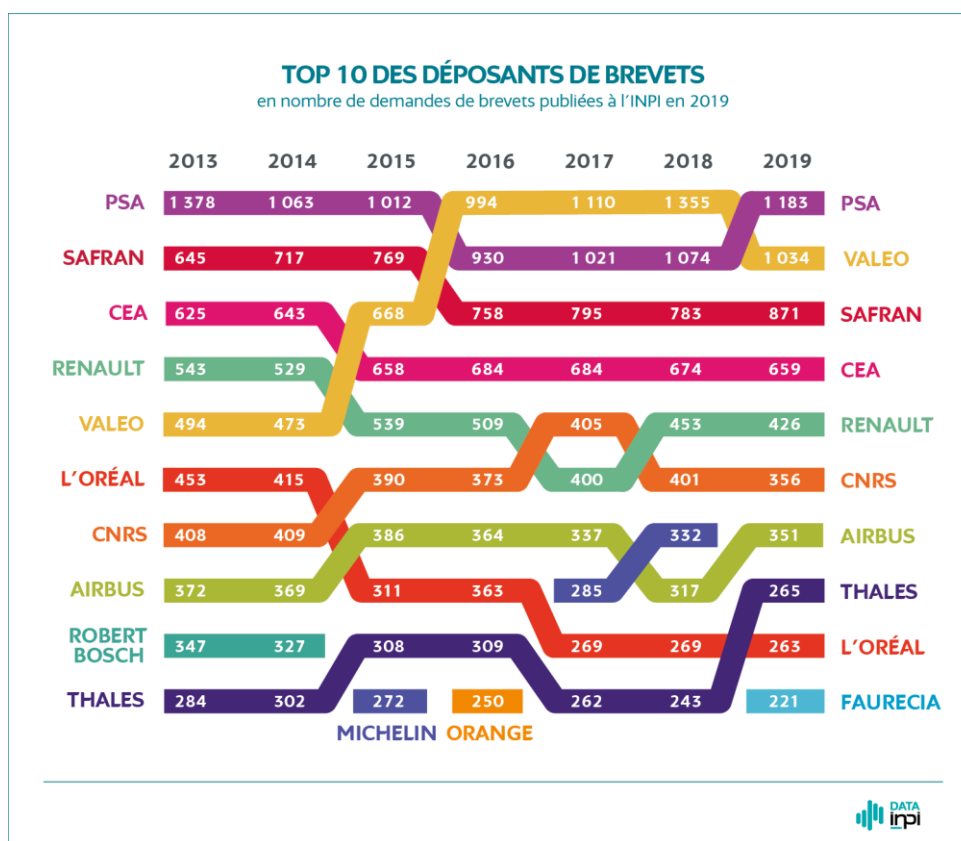 TOP 10 DES DÉPOSANTS DE BREVETS
en nombre de demandes de brevets publiées à l'INPI en 2019
2013 2014 2015 2016 2017 2018 2019
PSA 1 378 1 063 1 012 994 1 110 1 355 1 183 PSA
SAFRAN 645 717 769 930 1 021 1 074 1 034 VALEO
CEA 625 643 668 758 795 783 871 SAFRAN
RENAULT 543 529 658 684 684 674 659 CEA
VALEO 494 473 539 509 405 453 426 RENAULT
L'ORÉAL 453 415 390 373 400 401 356 CNRS
CNRS 408 409 386 364 337 332 351 AIRBUS
AIRBUS 372 369 311 363 285 317 265 THALES
ROBERT
BOSCH 347 327 308 309 269 269 263 L'ORÉAL
THALES 284 302 272 250 262 243 221 FAURECIA
MICHELIN ORANGE
DATA
inpi